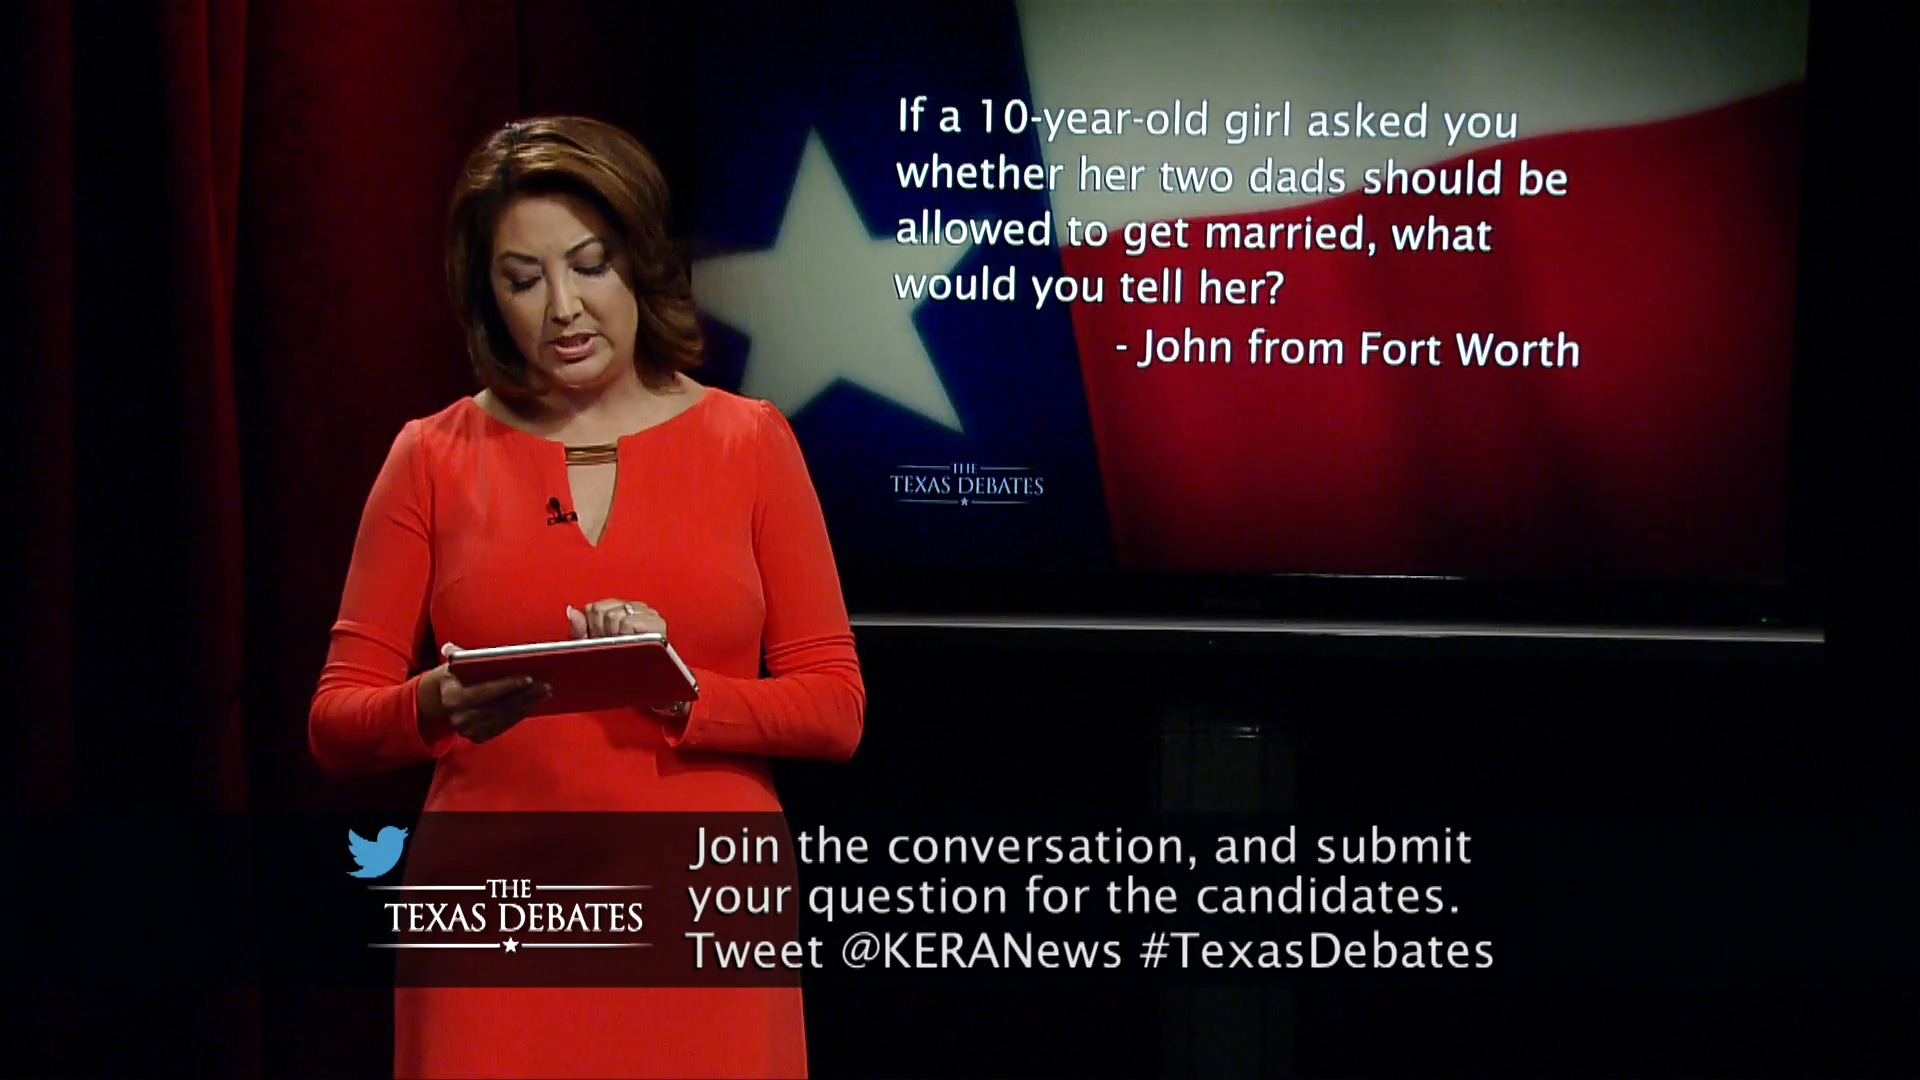 If a 10-year-old girl asked you
whether her two dads should be
allowed to get married, what
would you tell her?
- John from Fort Worth
THE
TEXAS DEBATES
THE
TEXAS DEBATES
Join the conversation, and submit
your question for the candidates.
Tweet @KERANews #TexasDebates